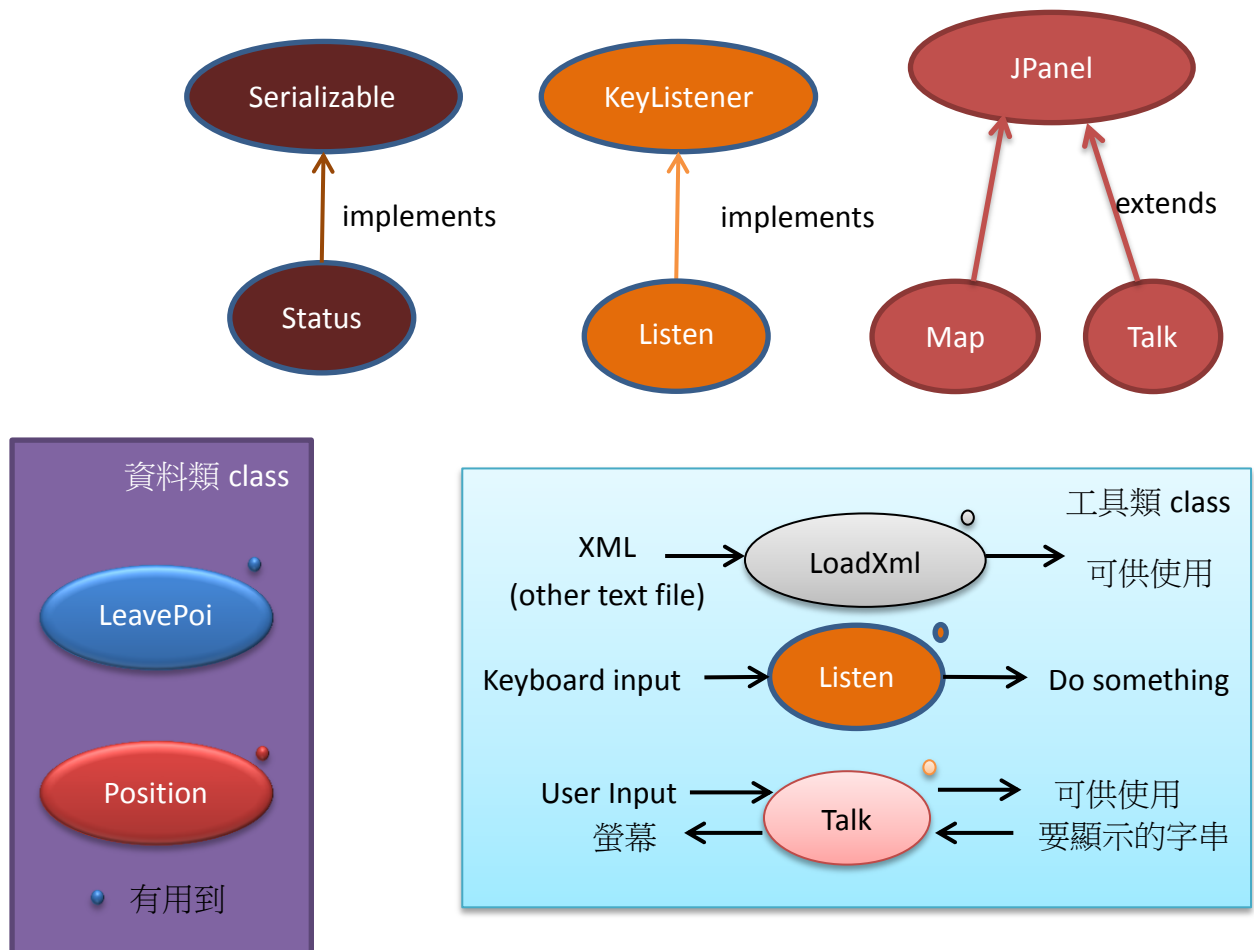 Serializable
KeyListener
JPanel
implements
implements
extends
Status
Listen
Map
Talk
資料類 class
LeavePoi
Position
有用到
工具類 class
XML
(other text file)
LoadXml
可供使用
Keyboard input
Listen
Do something
User Input
螢幕
Talk
可供使用
要顯示的字串